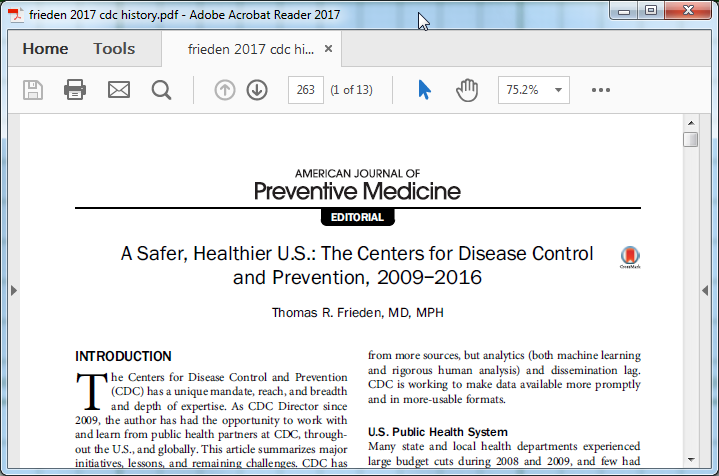 frieden 2017 cdc history.pdf - Adobe Acrobat Reader 2017
Home Tools frieden 2017 cdc hi... ×
263 (1 of 13) 75.2%
AMERICAN JOURNAL OF
Preventive Medicine
EDITORIAL
A Safer, Healthier U.S.: The Centers for Disease Control
and Prevention, 2009–2016
CrossMark
Thomas R. Frieden, MD, MPH
INTRODUCTION
The Centers for Disease Control and Prevention
(CDC) has a unique mandate, reach, and breadth
and depth of expertise. As CDC Director since
2009, the author has had the opportunity to work with
and learn from public health partners at CDC, through-
out the U.S., and globally. This article summarizes major
initiatives, lessons, and remaining challenges. CDC has
from more sources, but analytics (both machine learning
and rigorous human analysis) and dissemination lag.
CDC is working to make data available more promptly
and in more-usable formats.
U.S. Public Health System
Many state and local health departments experienced
large budget cuts during 2008 and 2009, and few had